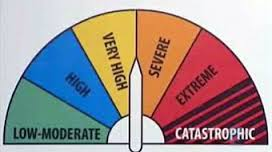 LOW-MODERATE
HIGH
VERY HIGH
SEVERE
EXTREME
CATASTROPHIC